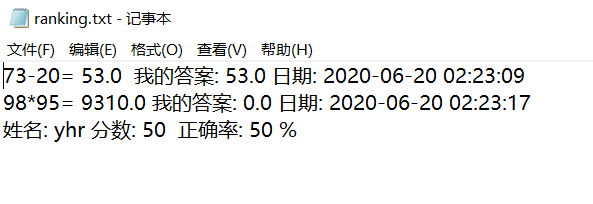 ranking.txt - 记事本
文件(F) 编辑(E) 格式(O) 查看(V) 帮助(H)
73-20= 53.0  我的答案: 53.0 日期: 2020-06-20 02:23:09
98*95= 9310.0 我的答案: 0.0 日期: 2020-06-20 02:23:17
姓名: yhr 分数: 50  正确率: 50 %